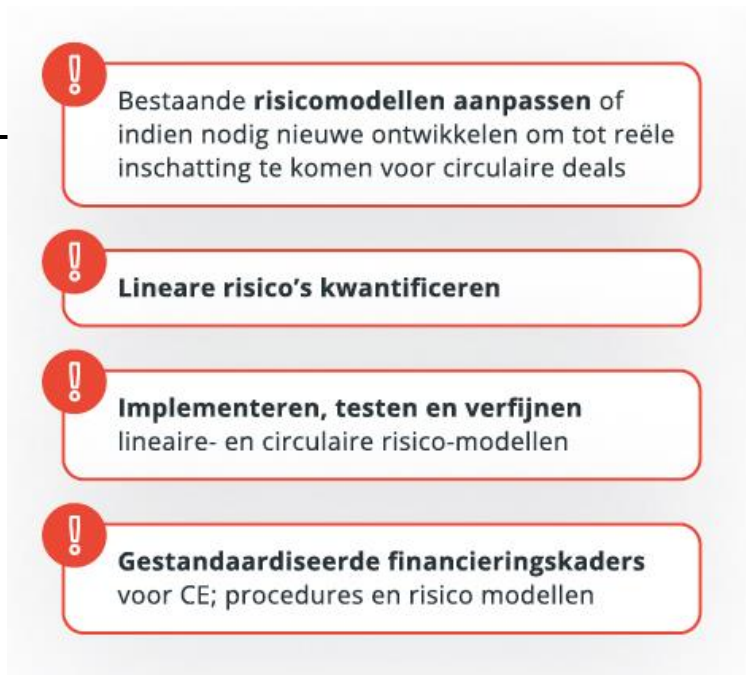 Bestaande risicomodellen aanpassen of
indien nodig nieuwe ontwikkelen om tot reële
inschatting te komen voor circulaire deals
Lineare risico’s kwantificeren
Implementeren, testen en verfijnen
lineaire- en circulaire risico-modellen
Gestandaardiseerde financieringskaders
voor CE; procedures en risico modellen